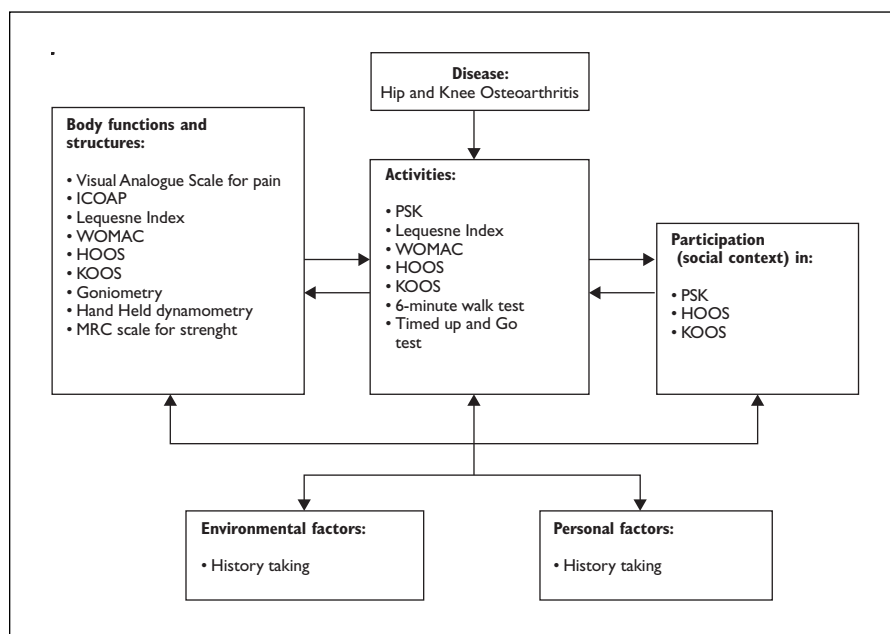 Disease:
Hip and Knee Osteoarthritis
Body functions and
structures:
• Visual Analogue Scale for pain
• ICOAP
• Lequesne Index
• WOMAC
• HOOS
• KOOS
• Goniometry
• Hand Held dynamometry
• MRC scale for strenght
Activities:
• PSK
• Lequesne Index
• WOMAC
• HOOS
• KOOS
• 6-minute walk test
• Timed up and Go
test
Participation
(social context) in:
• PSK
• HOOS
• KOOS
Environmental factors:
• History taking
Personal factors:
• History taking